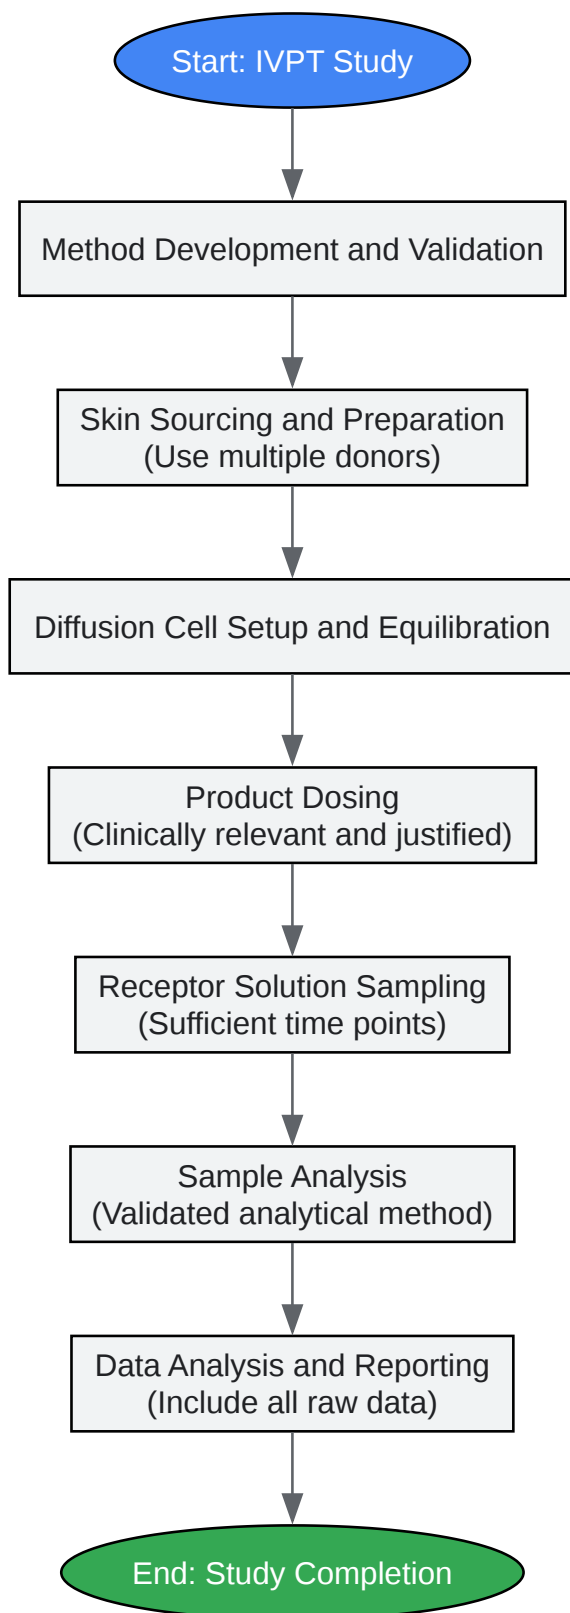 Start: IVPT Study
Method Development and Validation
Skin Sourcing and Preparation
(Use multiple donors)
Diffusion Cell Setup and Equilibration
Product Dosing
(Clinically relevant and justified)
Receptor Solution Sampling
(Sufficient time points)
Sample Analysis
(Validated analytical method)
Data Analysis and Reporting
(Include all raw data)
End: Study Completion